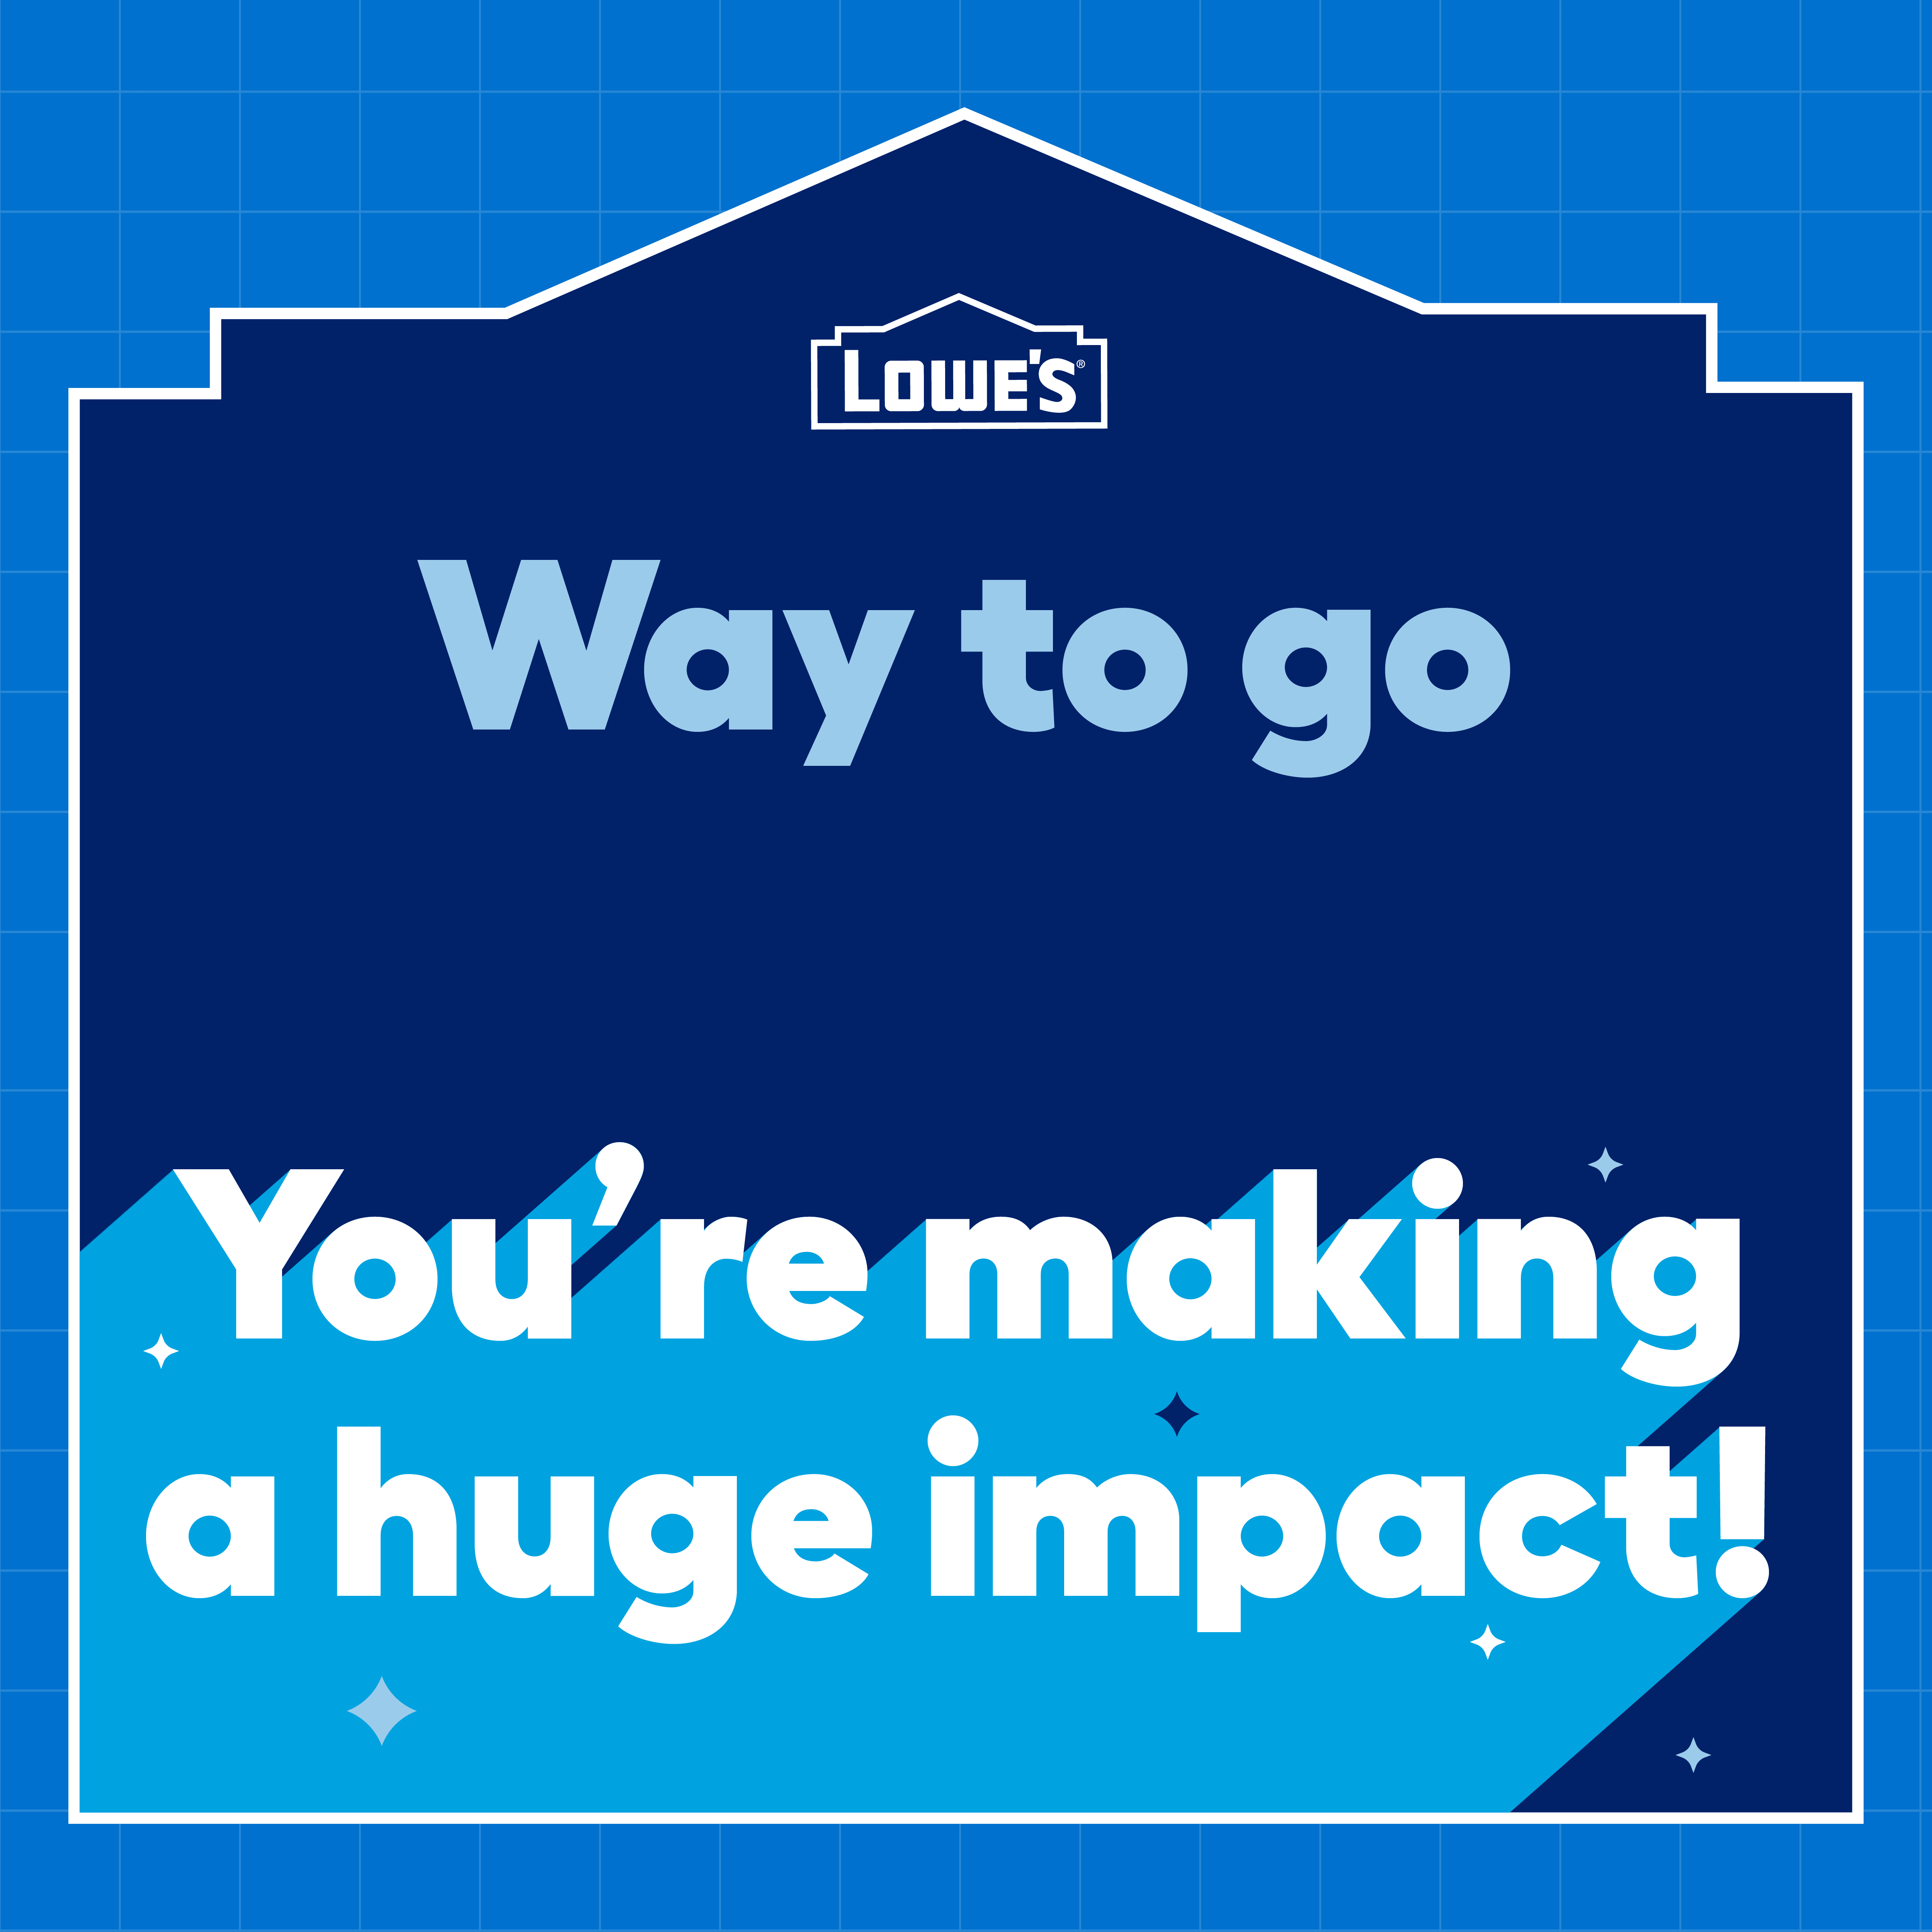 LOWE'S®
Way to go
You’re making
a huge impact!